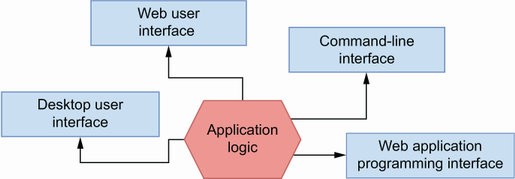 Web user
interface
Command-line
interface
Desktop user
interface
Application
logic
Web application
programming interface